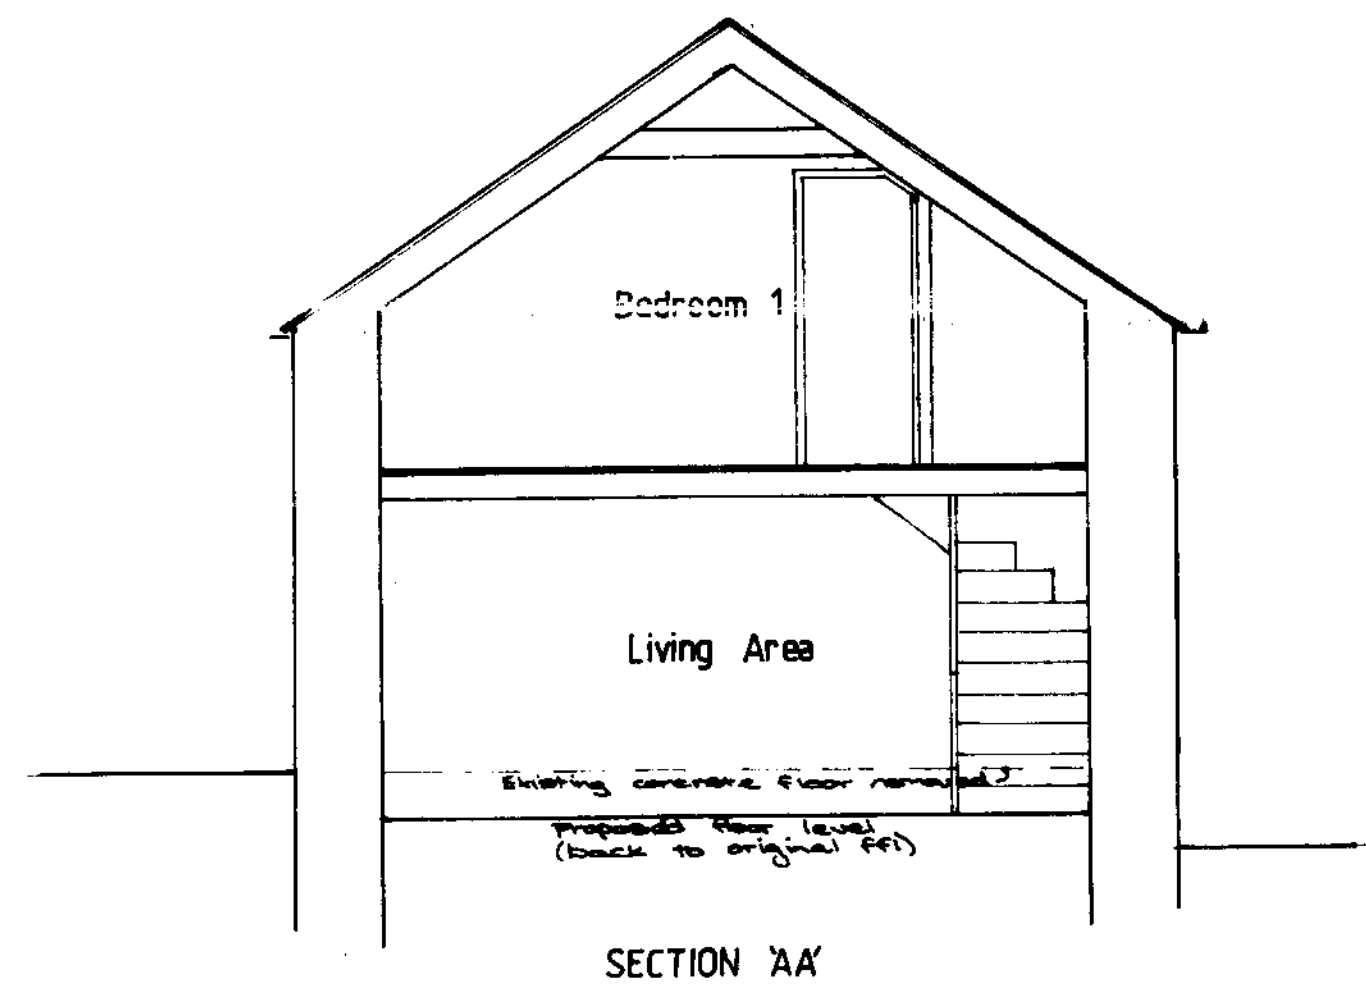 Bedroom 1
Living Area
Existing concrete floor removed
Proposed floor level
(back to original ffl)
SECTION 'AA'